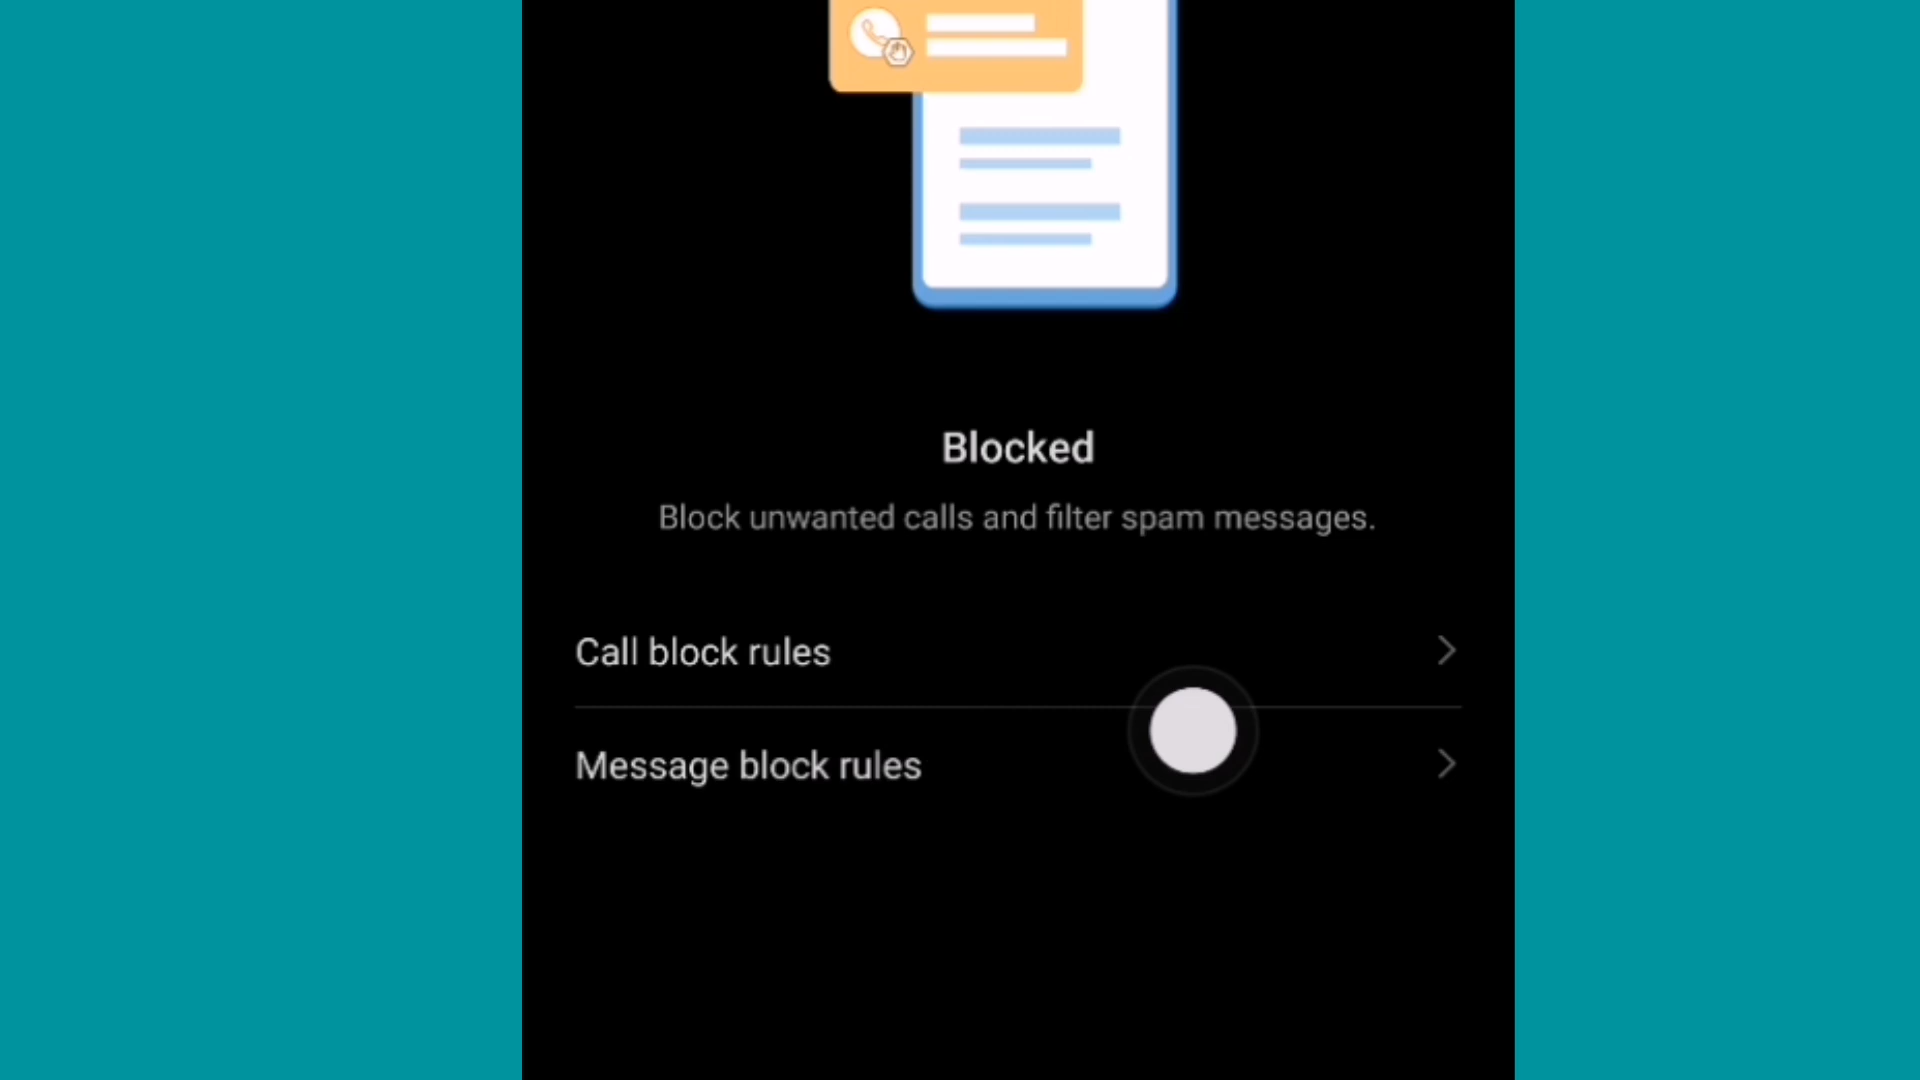 Blocked
Block unwanted calls and filter spam messages.
Call block rules
Message block rules